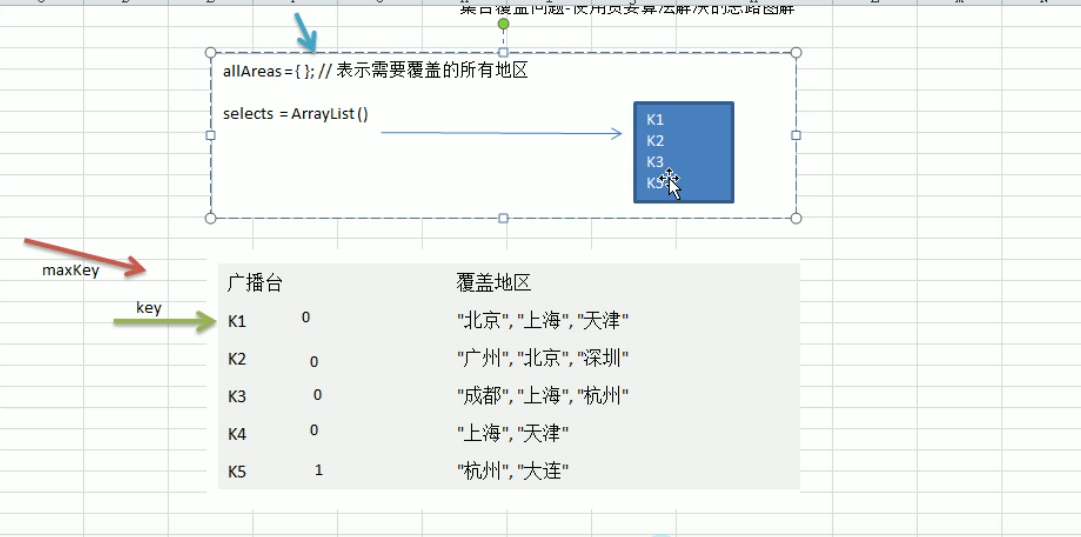 集合覆盖问题-使用贪婪算法解决的思路图解
allAreas={ }; // 表示需要覆盖的所有地区
selects =ArrayList()
K1
K2
K3
K5
maxKey
key
广播台 覆盖地区
K1 0 "北京", "上海", "天津"
K2 0 "广州", "北京", "深圳"
K3 0 "成都", "上海", "杭州"
K4 0 "上海", "天津"
K5 1 "杭州", "大连"